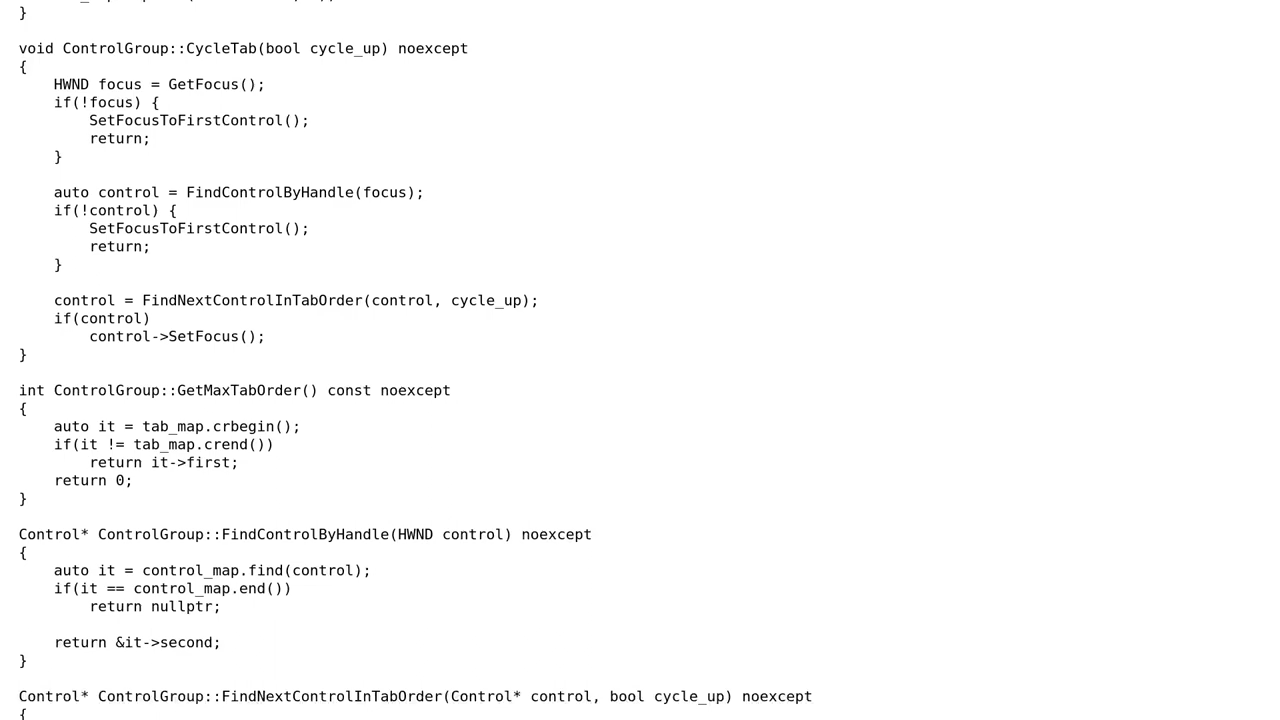 }

void ControlGroup::CycleTab(bool cycle_up) noexcept
{
    HWND focus = GetFocus();
    if(!focus) {
        SetFocusToFirstControl();
        return;
    }

    auto control = FindControlByHandle(focus);
    if(!control) {
        SetFocusToFirstControl();
        return;
    }

    control = FindNextControlInTabOrder(control, cycle_up);
    if(control)
        control->SetFocus();
}

int ControlGroup::GetMaxTabOrder() const noexcept
{
    auto it = tab_map.crbegin();
    if(it != tab_map.crend())
        return it->first;
    return 0;
}

Control* ControlGroup::FindControlByHandle(HWND control) noexcept
{
    auto it = control_map.find(control);
    if(it == control_map.end())
        return nullptr;

    return &it->second;
}

Control* ControlGroup::FindNextControlInTabOrder(Control* control, bool cycle_up) noexcept
{